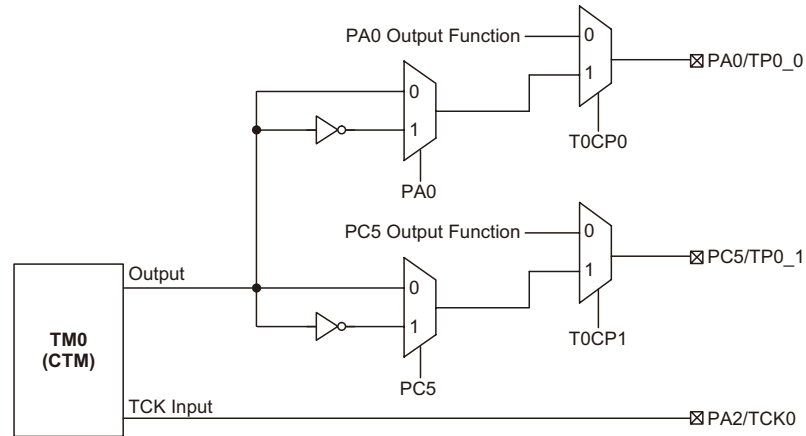 PA0 Output Function
0
1
PA0/TP0_0
0
1
T0CP0
PA0
PC5 Output Function
0
1
PC5/TP0_1
Output
0
1
T0CP1
TM0
(CTM)
PC5
TCK Input
PA2/TCK0